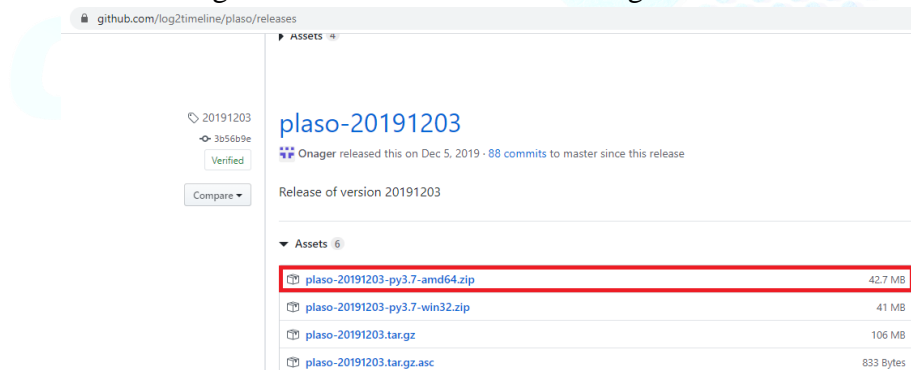 github.com/log2timeline/plaso/releases
Assets 4
20191203
3b56b9e
Verified
Compare
plaso-20191203
Onager released this on Dec 5, 2019 · 88 commits to master since this release
Release of version 20191203
Assets 6
plaso-20191203-py3.7-amd64.zip 42.7 MB
plaso-20191203-py3.7-win32.zip 41 MB
plaso-20191203.tar.gz 106 MB
plaso-20191203.tar.gz.asc 833 Bytes